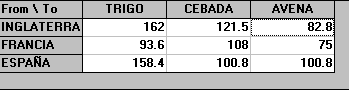 From \ To TRIGO CEBADA AVENA
INGLATERRA 162 121.5 82.8
FRANCIA 93.6 108 75
ESPAÑA 158.4 100.8 100.8